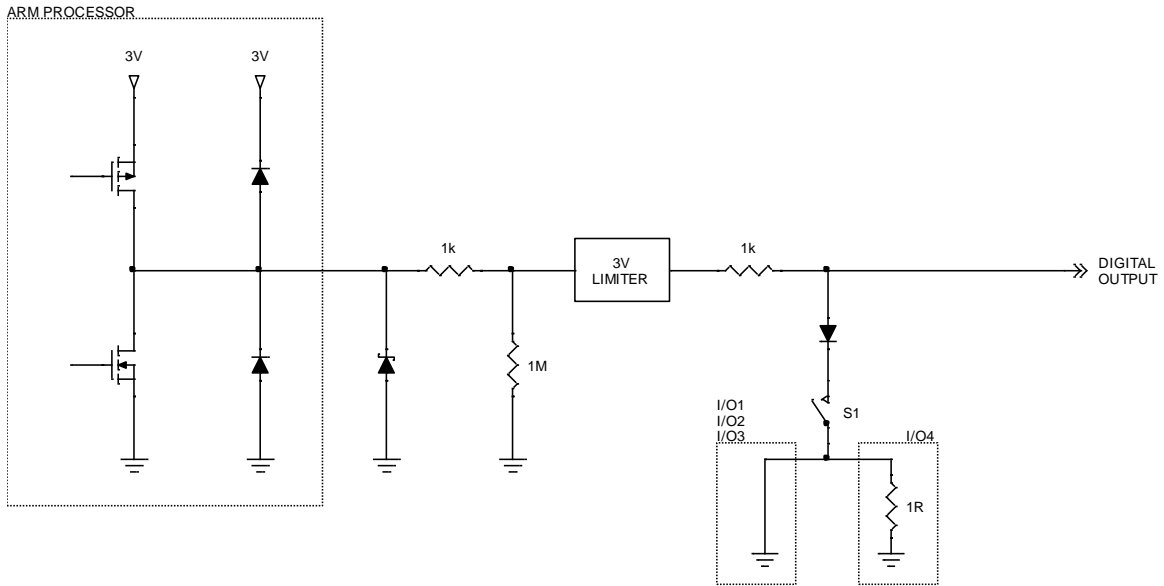 ARM PROCESSOR
3V
3V
1k
3V
LIMITER
1k
DIGITAL
OUTPUT
1M
I/O1
I/O2
I/O3
S1
I/O4
1R